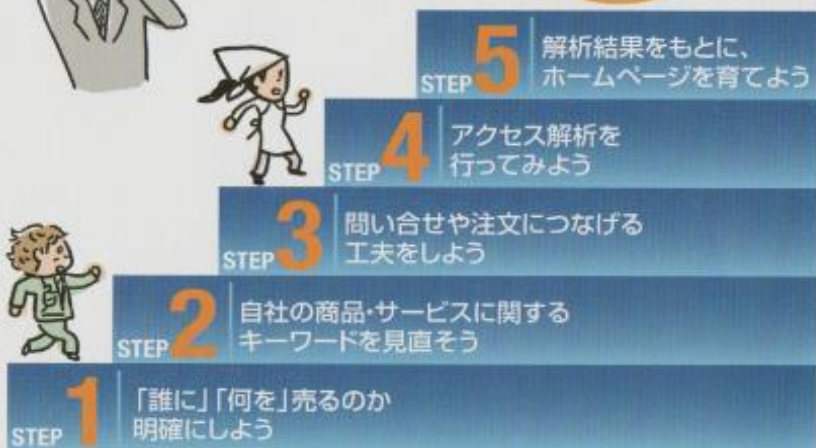 STEP 5
解析結果をもとに、
ホームページを育てよう
STEP 4
アクセス解析を
行ってみよう
STEP 3
問い合せや注文につなげる
工夫をしよう
STEP 2
自社の商品・サービスに関する
キーワードを見直そう
STEP 1
「誰に」「何を」売るのか
明確にしよう